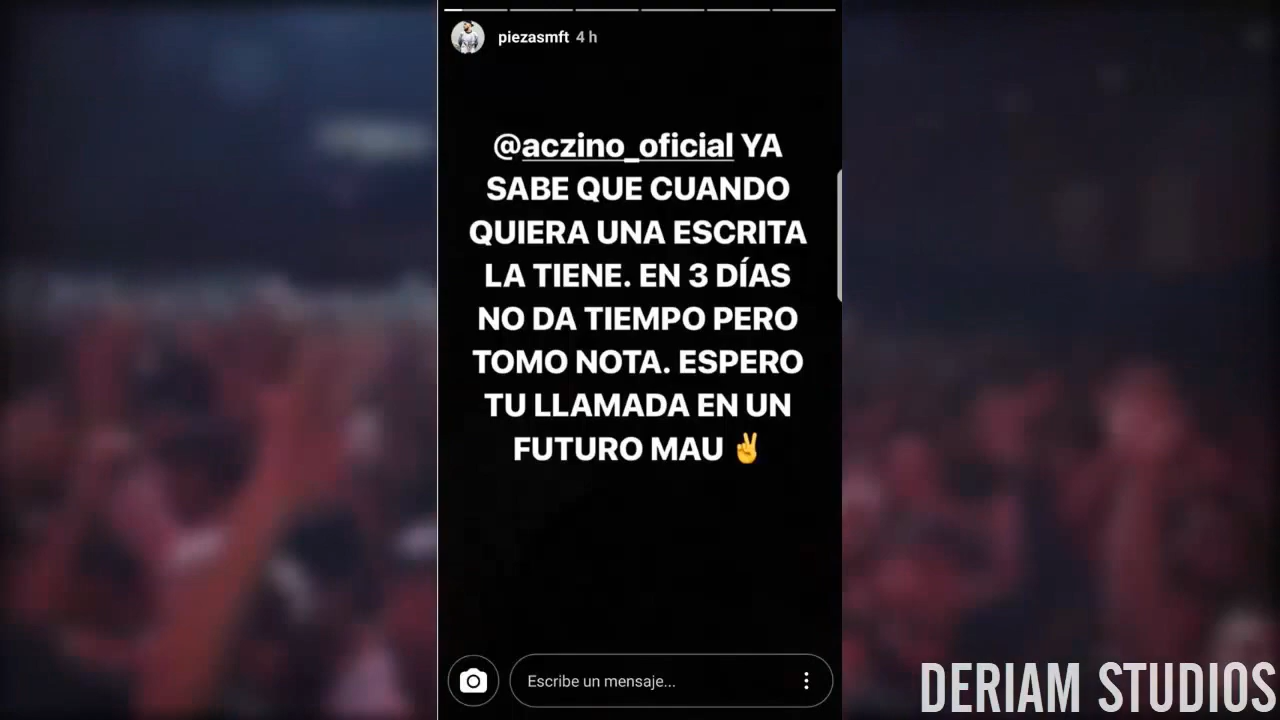 piezasmft 4 h
@aczino_oficial YA
SABE QUE CUANDO
QUIERA UNA ESCRITA
LA TIENE. EN 3 DÍAS
NO DA TIEMPO PERO
TOMO NOTA. ESPERO
TU LLAMADA EN UN
FUTURO MAU ✌️
Escribe un mensaje...
DERIAM STUDIOS